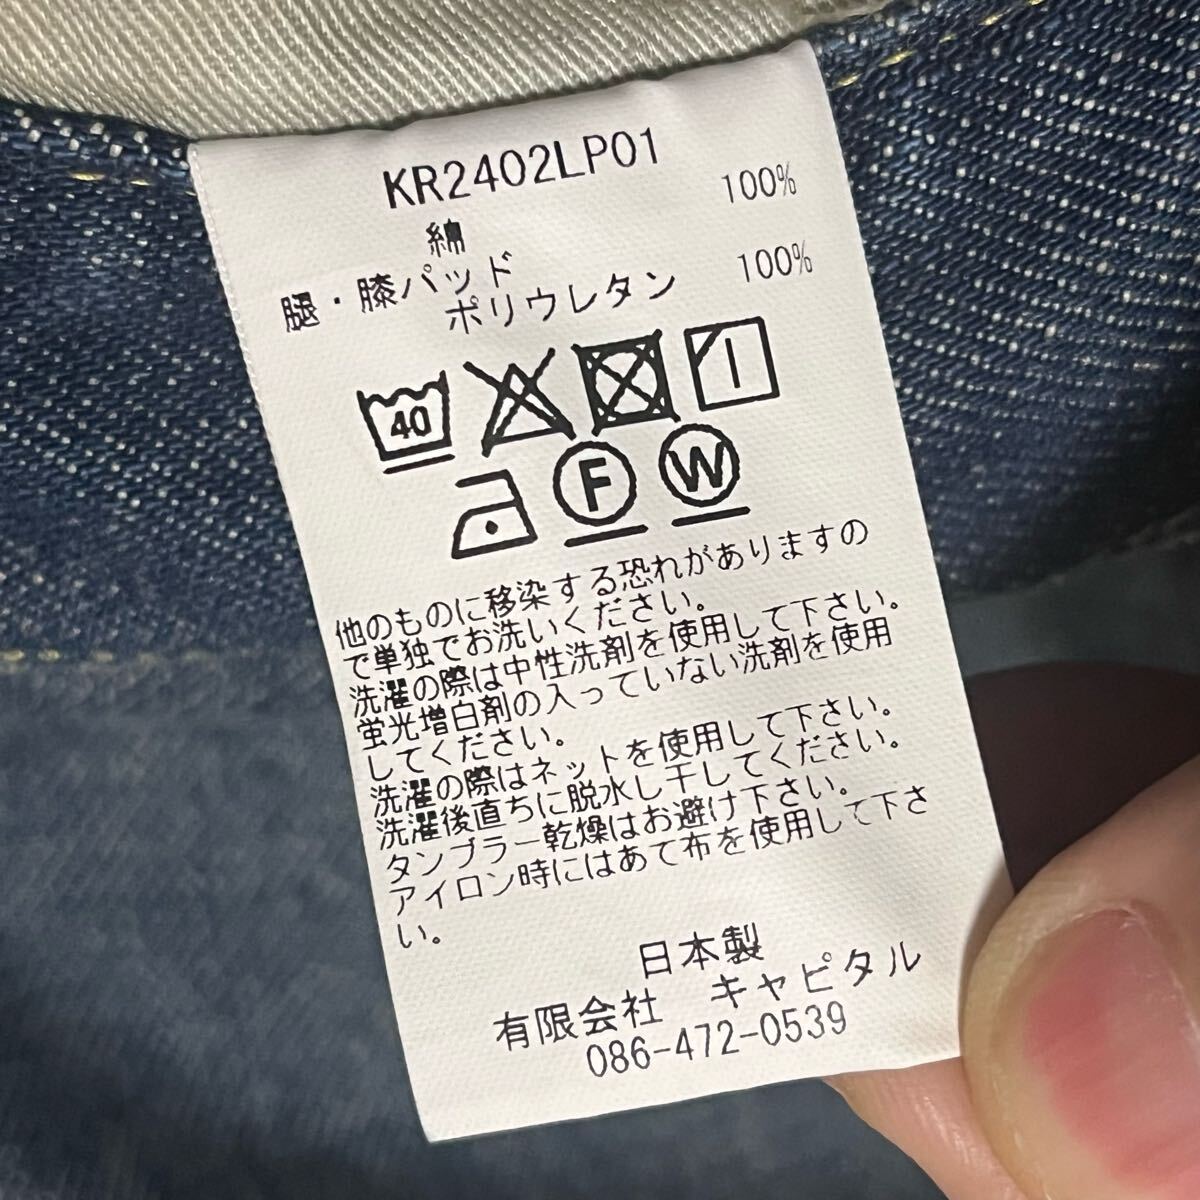 KR2402LP01
綿 100%
腿・膝パッド
ポリウレタン 100%
40
F W
他のものに移染する恐れがありますの
で単独でお洗いください。
洗濯の際は中性洗剤を使用して下さい。
蛍光増白剤の入っていない洗剤を使用
してください。
洗濯の際はネットを使用して下さい。
洗濯後直ちに脱水し干してください。
タンブラー乾燥はお避け下さい。
アイロン時にはあて布を使用して下さ
い。
日本製
有限会社 キャピタル
086-472-0539